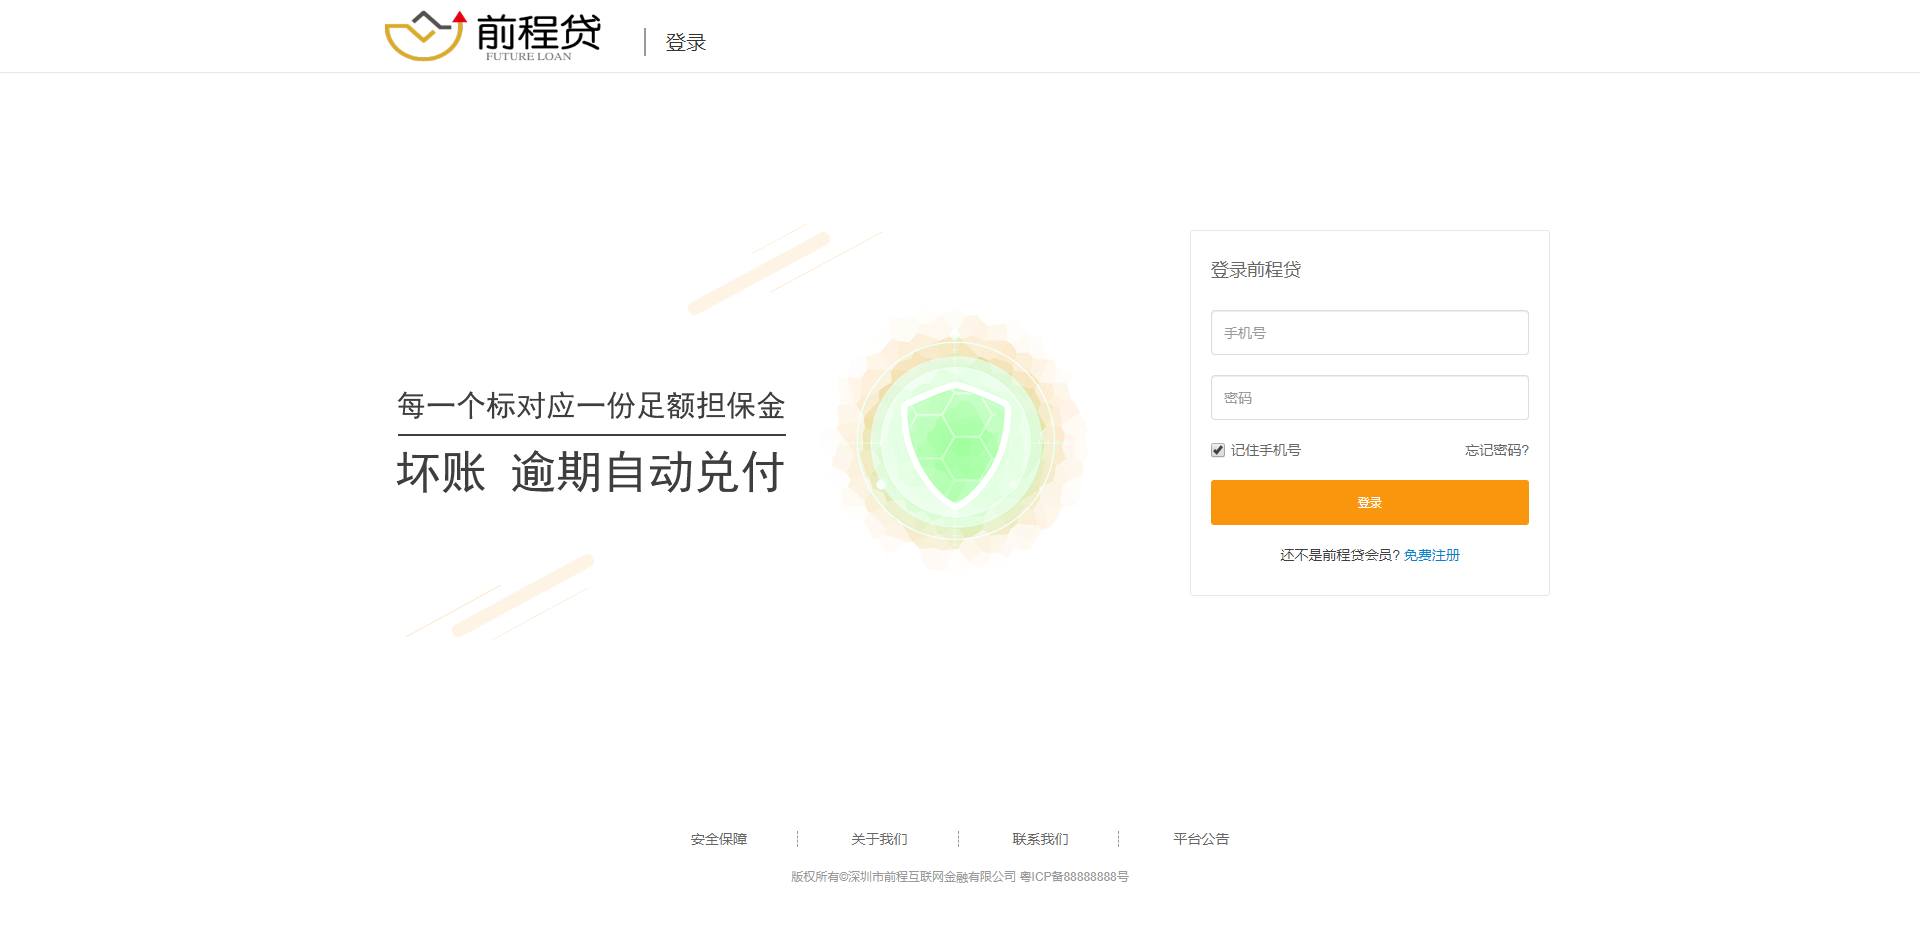 前程贷
FUTURE LOAN
登录
每一个标对应一份足额担保金
坏账 逾期自动兑付
登录前程贷
手机号
密码
记住手机号 忘记密码?
登录
还不是前程贷会员? 免费注册
安全保障 关于我们 联系我们 平台公告
版权所有©深圳市前程互联网金融有限公司 粤ICP备88888888号